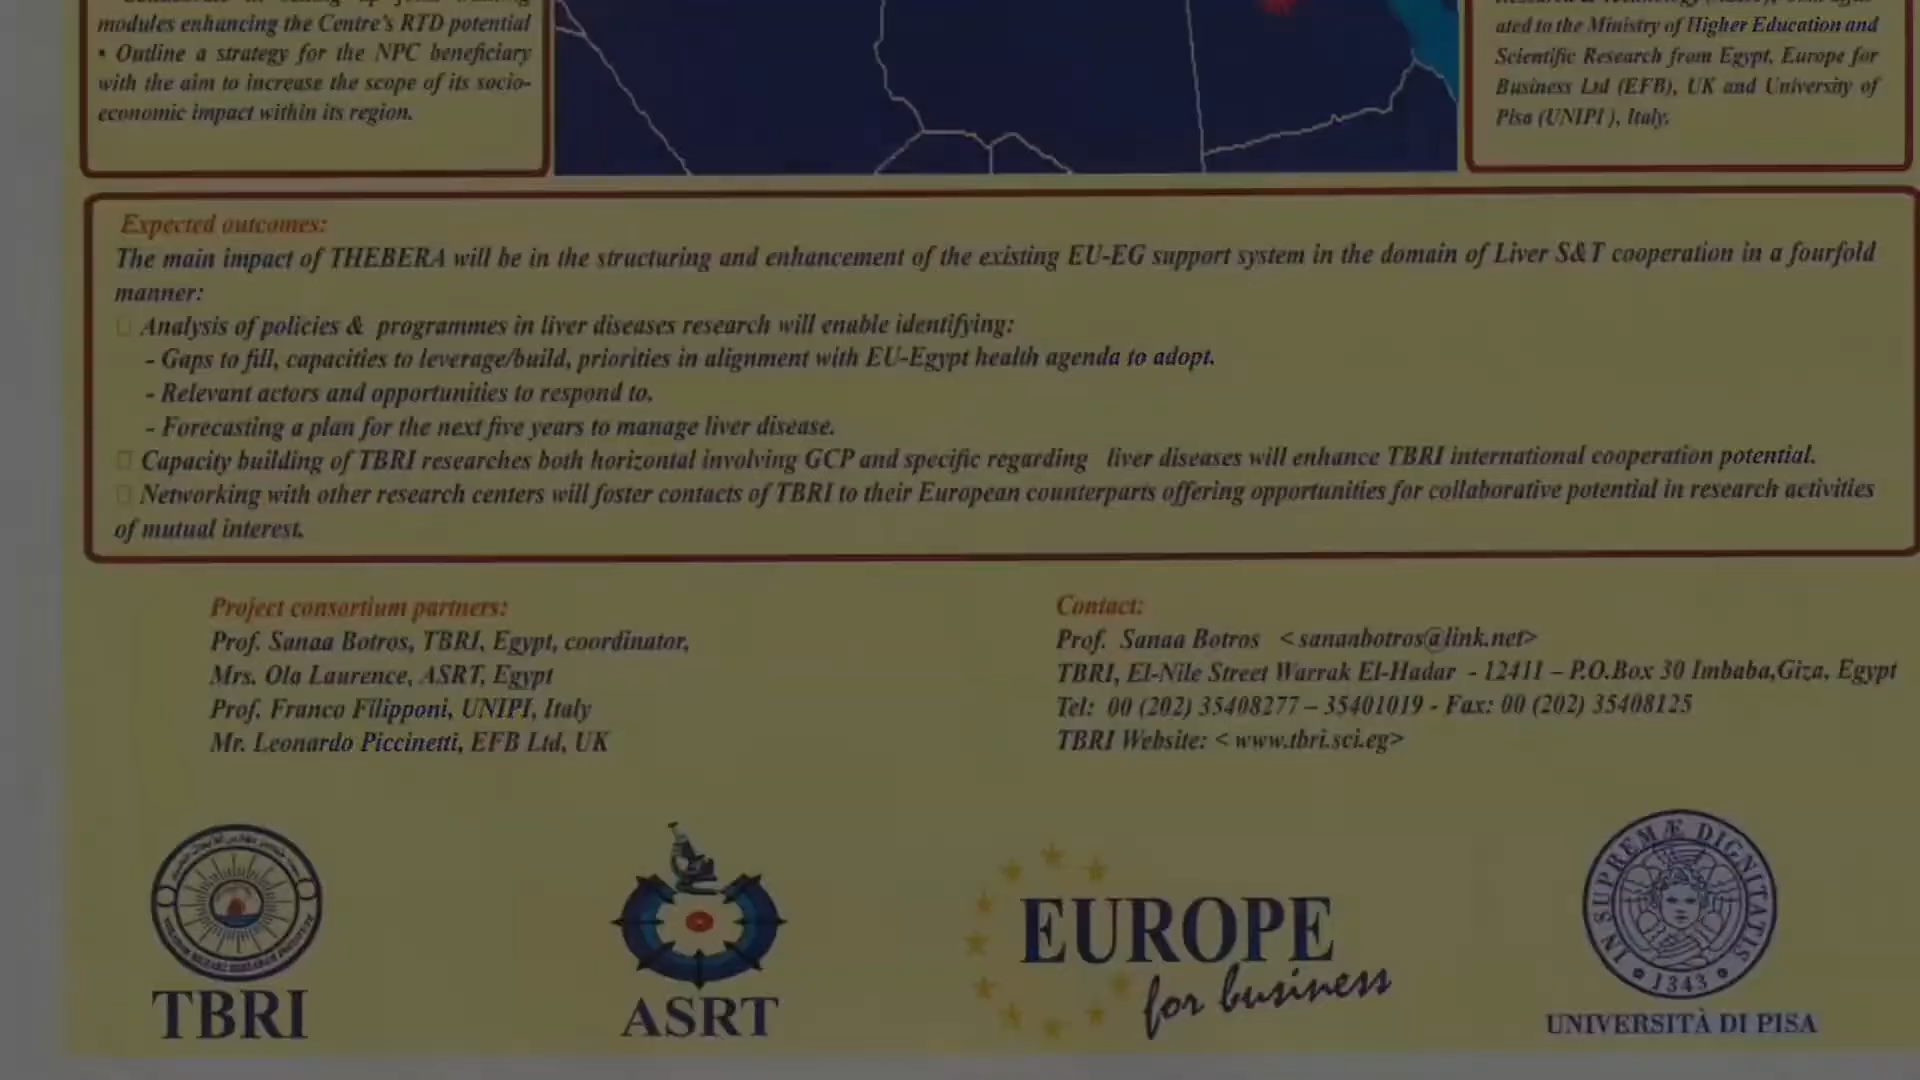 modules enhancing the Centre's RTD potential
• Outline a strategy for the NPC beneficiary
with the aim to increase the scope of its socio-
economic impact within its region.
ated to the Ministry of Higher Education and
Scientific Research from Egypt, Europe for
Business Ltd (EFB), UK and University of
Pisa (UNIPI ), Italy.
Expected outcomes:
The main impact of THEBERA will be in the structuring and enhancement of the existing EU-EG support system in the domain of Liver S&T cooperation in a fourfold
manner:
Analysis of policies & programmes in liver diseases research will enable identifying:
- Gaps to fill, capacities to leverage/build, priorities in alignment with EU-Egypt health agenda to adopt.
- Relevant actors and opportunities to respond to.
- Forecasting a plan for the next five years to manage liver disease.
Capacity building of TBRI researches both horizontal involving GCP and specific regarding liver diseases will enhance TBRI international cooperation potential.
Networking with other research centers will foster contacts of TBRI to their European counterparts offering opportunities for collaborative potential in research activities
of mutual interest.
Project consortium partners:
Prof. Sanaa Botros, TBRI, Egypt, coordinator,
Mrs. Ola Laurence, ASRT, Egypt
Prof. Franco Filipponi, UNIPI, Italy
Mr. Leonardo Piccinetti, EFB Ltd, UK
Contact:
Prof. Sanaa Botros < sanaabotros@link.net>
TBRI, El-Nile Street Warrak El-Hadar - 12411 – P.O.Box 30 Imbaba,Giza, Egypt
Tel: 00 (202) 35408277 – 35401019 - Fax: 00 (202) 35408125
TBRI Website: < www.tbri.sci.eg>
TBRI
ASRT
EUROPE
for business
IN SUPREMÆ DIGNITATIS
1343
UNIVERSITÀ DI PISA